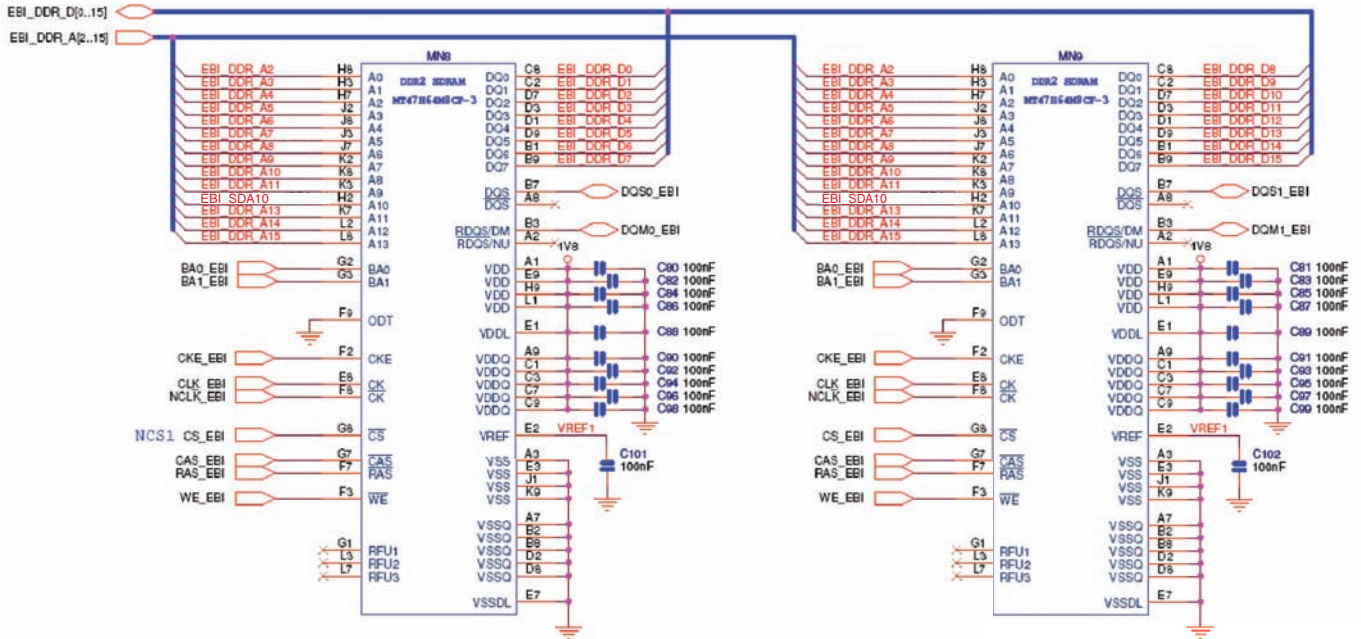 EBI_DDR_D[0..15]
EBI_DDR_A[2..15]
MN8
DDR2 SDRAM
MT47H64M8CF-3
EBI_DDR_A2 H8 A0
EBI_DDR_A3 H3 A1
EBI_DDR_A4 H7 A2
EBI_DDR_A5 J2 A3
EBI_DDR_A6 J8 A4
EBI_DDR_A7 J3 A5
EBI_DDR_A8 J7 A6
EBI_DDR_A9 K2 A7
EBI_DDR_A10 K8 A8
EBI_DDR_A11 K3 A9
EBI_SDA10 H2 A10
EBI_DDR_A13 K7 A11
EBI_DDR_A14 L2 A12
EBI_DDR_A15 L8 A13
BA0_EBI G2 BA0
BA1_EBI G3 BA1
F9 ODT
CKE_EBI F2 CKE
CLK_EBI E8 CK
NCLK_EBI F8 CK
NCS1 CS_EBI G8 CS
CAS_EBI G7 CAS
RAS_EBI F7 RAS
WE_EBI F3 WE
G1 RFU1
L3 RFU2
L7 RFU3
DQ0 C8 EBI_DDR_D0
DQ1 C2 EBI_DDR_D1
DQ2 D7 EBI_DDR_D2
DQ3 D3 EBI_DDR_D3
DQ4 D1 EBI_DDR_D4
DQ5 D9 EBI_DDR_D5
DQ6 B1 EBI_DDR_D6
DQ7 B9 EBI_DDR_D7
DQS B7 DQS0_EBI
DQS A8
RDQS/DM B3 DQM0_EBI
RDQS/NU A2
1V8
VDD A1 C80 100nF
VDD E9 C82 100nF
VDD H9 C84 100nF
VDD L1 C86 100nF
VDDL E1 C88 100nF
VDDQ A9 C90 100nF
VDDQ C1 C92 100nF
VDDQ C3 C94 100nF
VDDQ C7 C96 100nF
VDDQ C9 C98 100nF
VREF E2 VREF1
C101
100nF
VSS A3
VSS E3
VSS J1
VSS K9
VSSQ A7
VSSQ B2
VSSQ B8
VSSQ D2
VSSQ D8
VSSDL E7
MN9
DDR2 SDRAM
MT47H64M8CF-3
EBI_DDR_A2 H8 A0
EBI_DDR_A3 H3 A1
EBI_DDR_A4 H7 A2
EBI_DDR_A5 J2 A3
EBI_DDR_A6 J8 A4
EBI_DDR_A7 J3 A5
EBI_DDR_A8 J7 A6
EBI_DDR_A9 K2 A7
EBI_DDR_A10 K8 A8
EBI_DDR_A11 K3 A9
EBI_SDA10 H2 A10
EBI_DDR_A13 K7 A11
EBI_DDR_A14 L2 A12
EBI_DDR_A15 L8 A13
BA0_EBI G2 BA0
BA1_EBI G3 BA1
F9 ODT
CKE_EBI F2 CKE
CLK_EBI E8 CK
NCLK_EBI F8 CK
CS_EBI G8 CS
CAS_EBI G7 CAS
RAS_EBI F7 RAS
WE_EBI F3 WE
G1 RFU1
L3 RFU2
L7 RFU3
DQ0 C8 EBI_DDR_D8
DQ1 C2 EBI_DDR_D9
DQ2 D7 EBI_DDR_D10
DQ3 D3 EBI_DDR_D11
DQ4 D1 EBI_DDR_D12
DQ5 D9 EBI_DDR_D13
DQ6 B1 EBI_DDR_D14
DQ7 B9 EBI_DDR_D15
DQS B7 DQS1_EBI
DQS A8
RDQS/DM B3 DQM1_EBI
RDQS/NU A2
1V8
VDD A1 C81 100nF
VDD E9 C83 100nF
VDD H9 C85 100nF
VDD L1 C87 100nF
VDDL E1 C89 100nF
VDDQ A9 C91 100nF
VDDQ C1 C93 100nF
VDDQ C3 C95 100nF
VDDQ C7 C97 100nF
VDDQ C9 C99 100nF
VREF E2 VREF1
C102
100nF
VSS A3
VSS E3
VSS J1
VSS K9
VSSQ A7
VSSQ B2
VSSQ B8
VSSQ D2
VSSQ D8
VSSDL E7